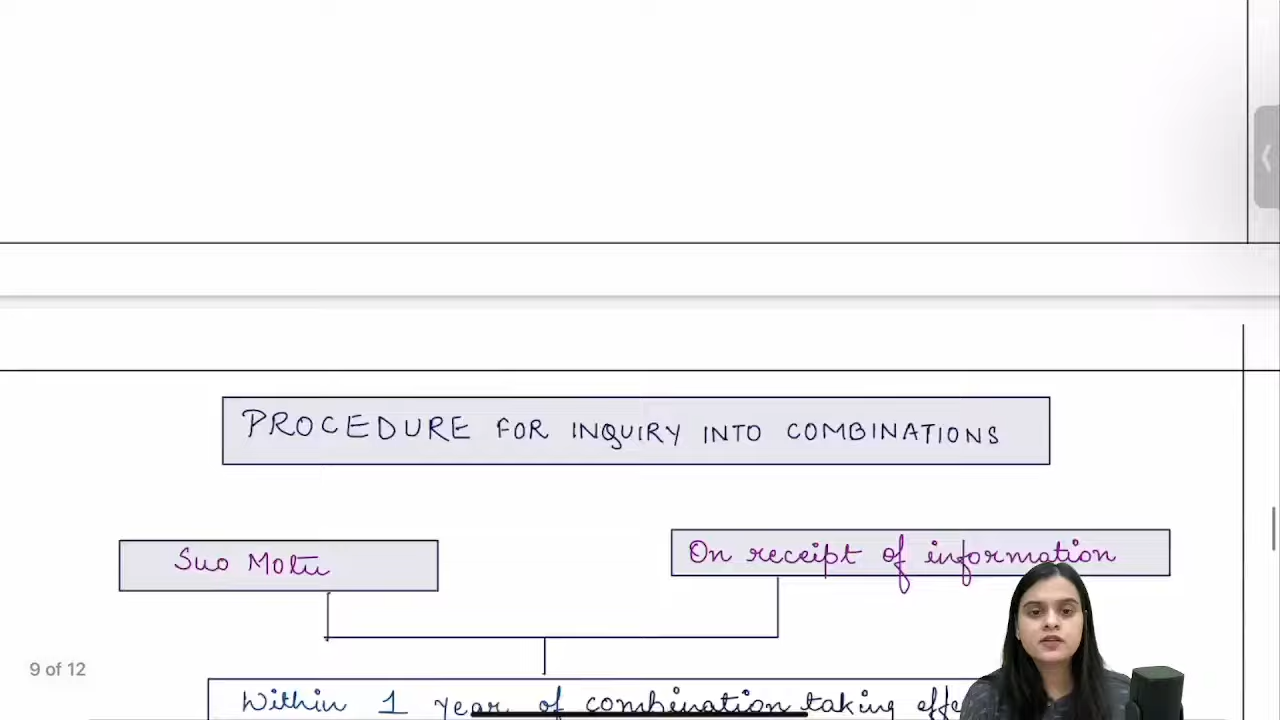 PROCEDURE FOR INQUIRY INTO COMBINATIONS
Suo Motu
On receipt of information
9 of 12
Within 1 year of combination taking